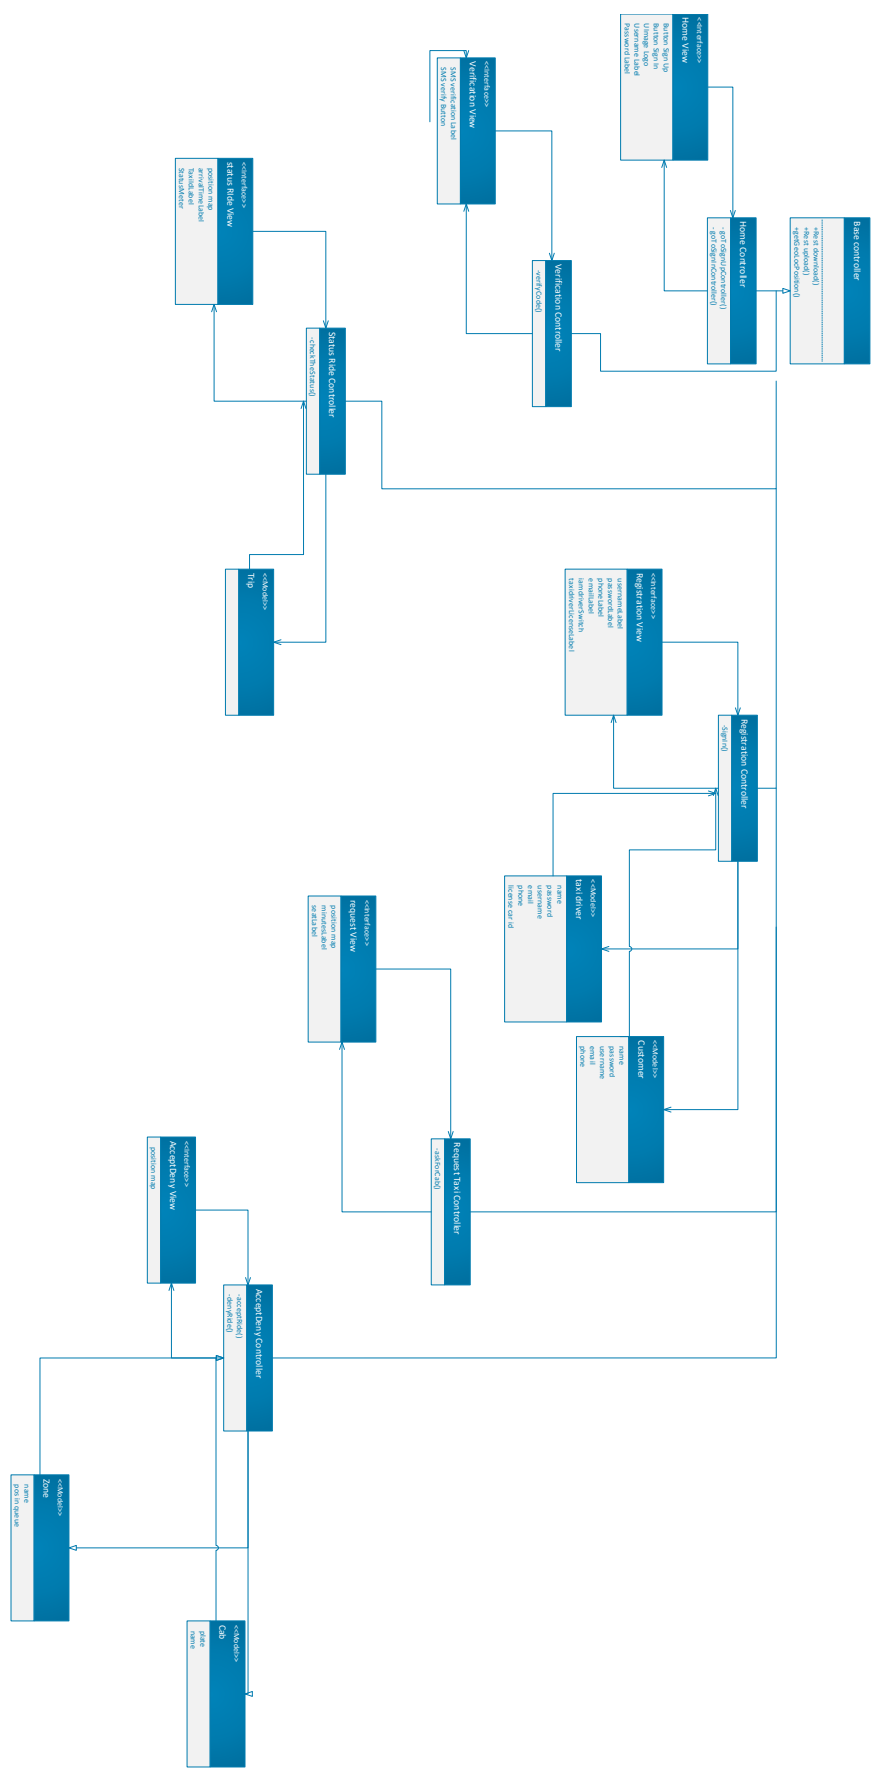 Base controller
+Rest download()
+Rest upload()
+getGeoLocPosition()
<<Interface>>
Home View
Button Sign Up
Button Sign In
UImage Logo
Username Label
Password Label
Home Controller
- goToSignUpController()
- goToSignInController()
<<Interface>>
Verification View
SMS verification Label
SMS verify Button
Verification Controller
-verifyCode()
<<Interface>>
status Ride View
position map
arrivalTimeLabel
TaxiIdLabel
StatusMeter
Status Ride Controller
-checkTheStatus()
<<Model>>
Trip
<<Interface>>
Registration View
usernameLabel
passwordLabel
phoneLabel
emailLabel
iamdriverSwitch
taxidriverLicenseLabel
Registration Controller
-SignIn()
<<Model>>
taxi driver
name
password
username
email
phone
license car id
<<Model>>
Customer
name
password
username
email
phone
<<Interface>>
request View
position map
minutesLabel
seatLabel
Request Taxi Controller
-askForCab()
<<Interface>>
AcceptDeny View
position map
AcceptDeny Controller
-acceptRide()
-denyRide()
<<Model>>
Zone
name
pos in queue
<<Model>>
Cab
plate
name